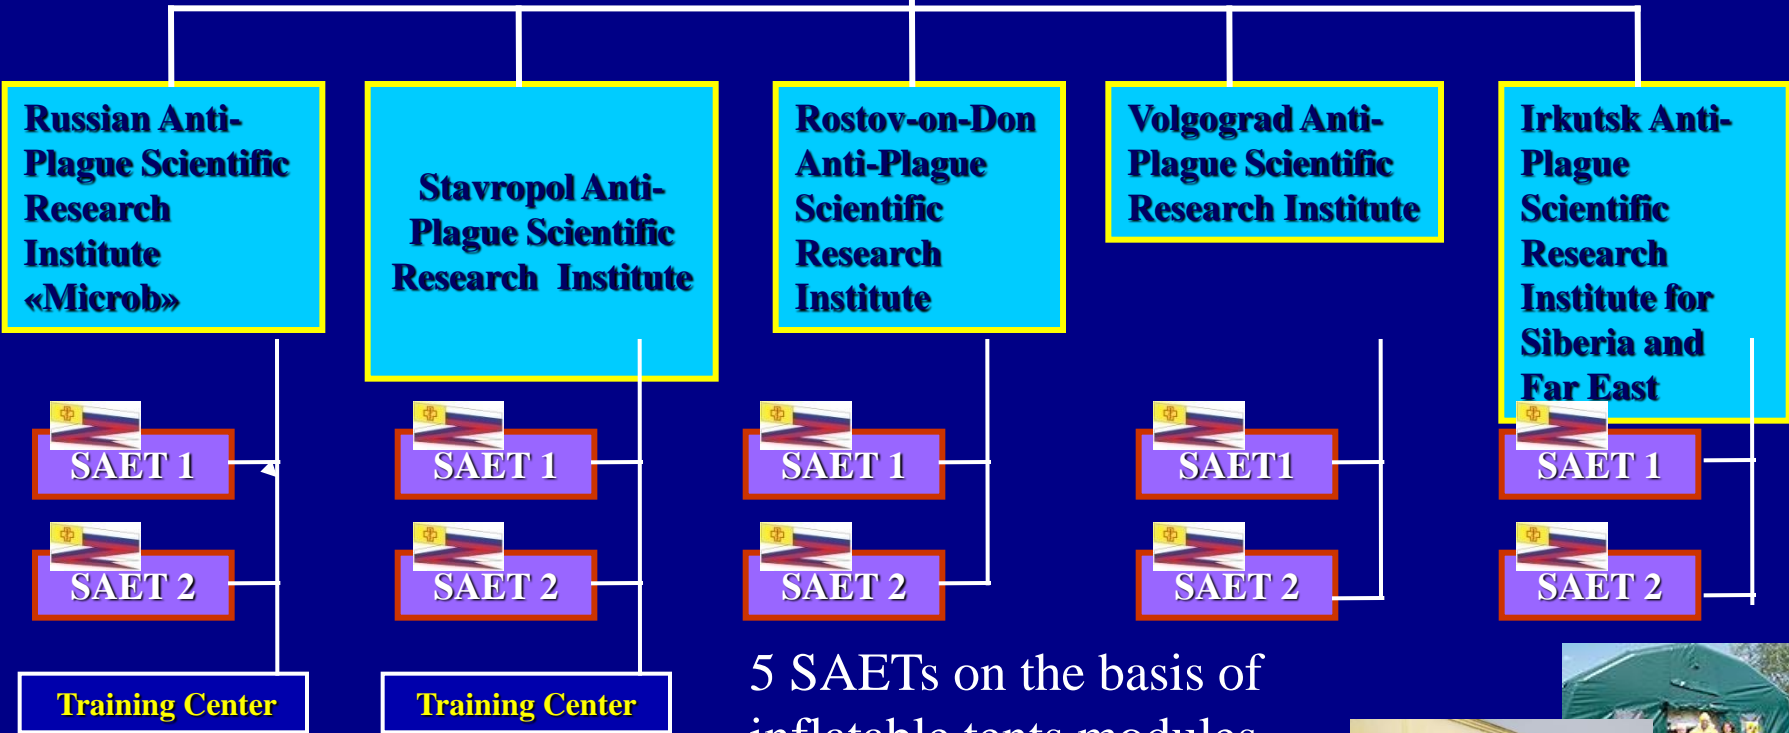 Russian Anti-
Plague Scientific
Research
Institute
«Microb»
Stavropol Anti-
Plague Scientific
Research Institute
Rostov-on-Don
Anti-Plague
Scientific
Research
Institute
Volgograd Anti-
Plague Scientific
Research Institute
Irkutsk Anti-
Plague
Scientific
Research
Institute for
Siberia and
Far East
SAET 1
SAET 1
SAET 1
SAET1
SAET 1
SAET 2
SAET 2
SAET 2
SAET 2
SAET 2
Training Center
Training Center
5 SAETs on the basis of
inflatable tents modules